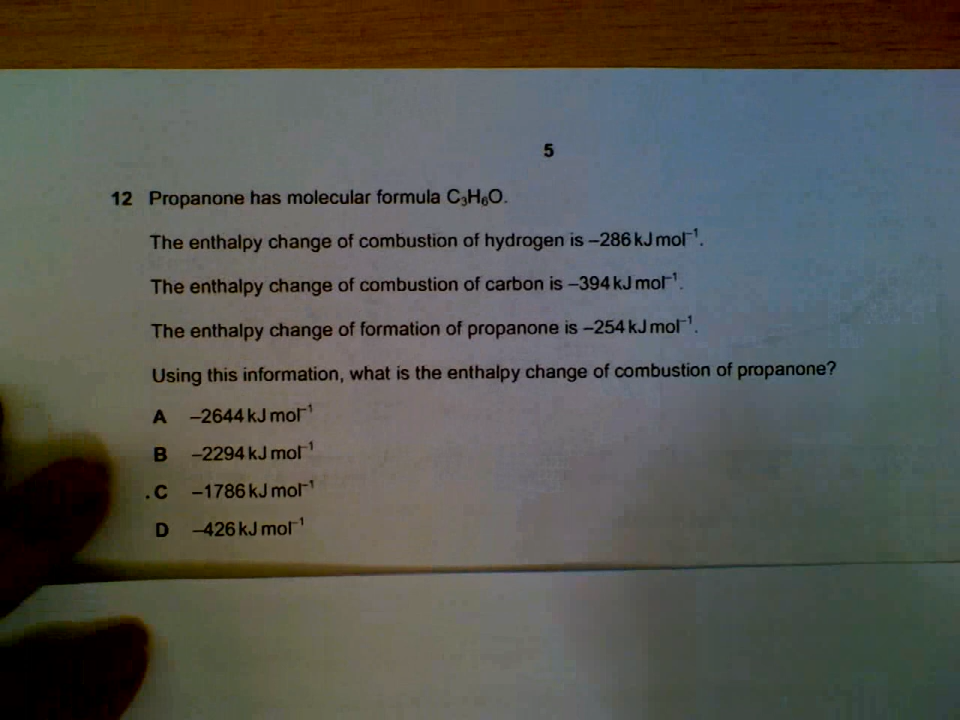 5
12 Propanone has molecular formula C₃H₆O.
The enthalpy change of combustion of hydrogen is –286 kJ mol⁻¹.
The enthalpy change of combustion of carbon is –394 kJ mol⁻¹.
The enthalpy change of formation of propanone is –254 kJ mol⁻¹.
Using this information, what is the enthalpy change of combustion of propanone?
A –2644 kJ mol⁻¹
B –2294 kJ mol⁻¹
C –1786 kJ mol⁻¹
D –426 kJ mol⁻¹